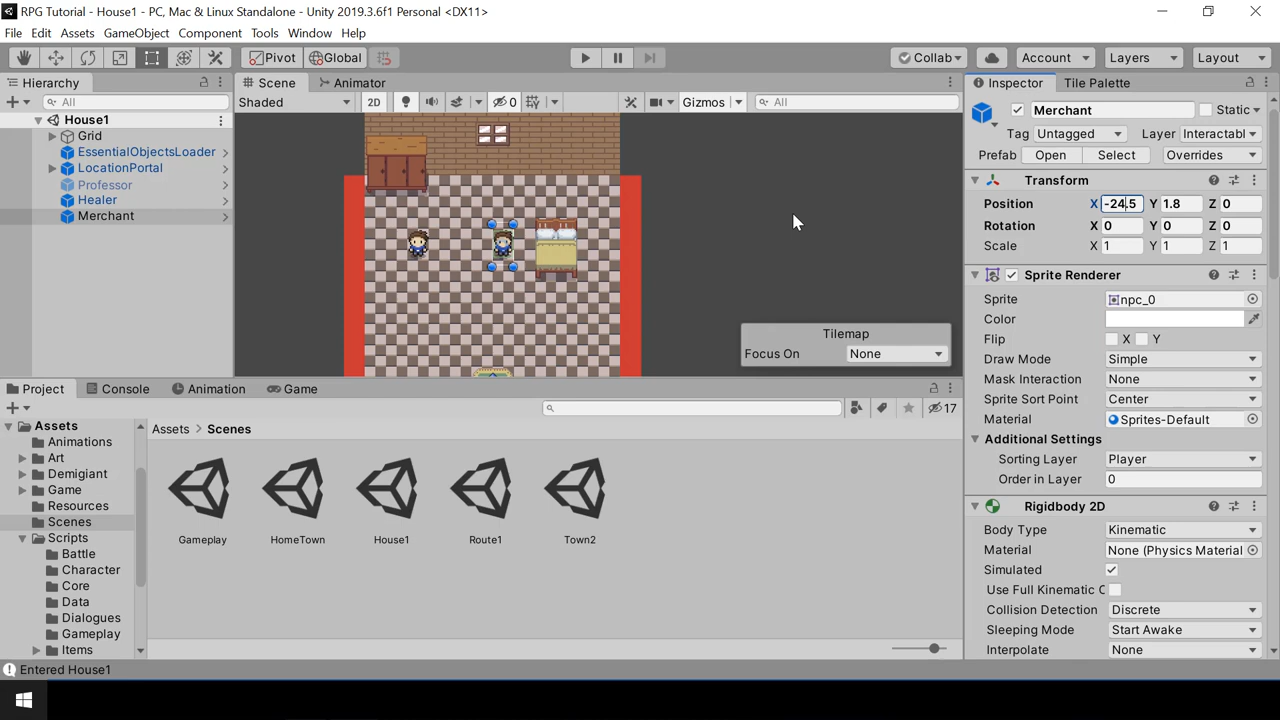 RPG Tutorial - House1 - PC, Mac & Linux Standalone - Unity 2019.3.6f1 Personal <DX11>
File Edit Assets GameObject Component Tools Window Help
Pivot Global Collab Account Layers Layout
Hierarchy
All
House1
Grid
EssentialObjectsLoader
LocationPortal
Professor
Healer
Merchant
Scene Animator
Shaded 2D 0 Gizmos All
Tilemap
Focus On None
Inspector Tile Palette
Merchant Static
Tag Untagged Layer Interactabl
Prefab Open Select Overrides
Transform
Position X -24.5 Y 1.8 Z 0
Rotation X 0 Y 0 Z 0
Scale X 1 Y 1 Z 1
Sprite Renderer
Sprite npc_0
Color
Flip X Y
Draw Mode Simple
Mask Interaction None
Sprite Sort Point Center
Material Sprites-Default
Additional Settings
Sorting Layer Player
Order in Layer 0
Rigidbody 2D
Body Type Kinematic
Material None (Physics Material
Simulated
Use Full Kinematic C
Collision Detection Discrete
Sleeping Mode Start Awake
Interpolate None
Project Console Animation Game
17
Assets
Animations
Art
Demigiant
Game
Resources
Scenes
Scripts
Battle
Character
Core
Data
Dialogues
Gameplay
Items
Assets > Scenes
Gameplay HomeTown House1 Route1 Town2
Entered House1